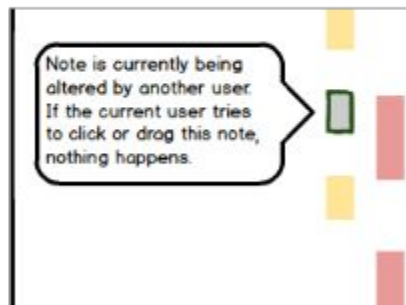 Note is currently being
altered by another user.
If the current user tries
to click or drag this note,
nothing happens.